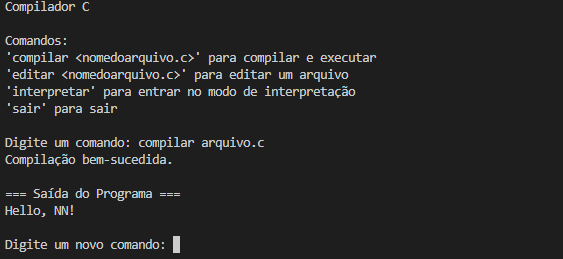 Compilador C
Comandos:
'compilar <nomedoarquivo.c>' para compilar e executar
'editar <nomedoarquivo.c>' para editar um arquivo
'interpretar' para entrar no modo de interpretação
'sair' para sair
Digite um comando: compilar arquivo.c
Compilação bem-sucedida.
=== Saída do Programa ===
Hello, NN!
Digite um novo comando: